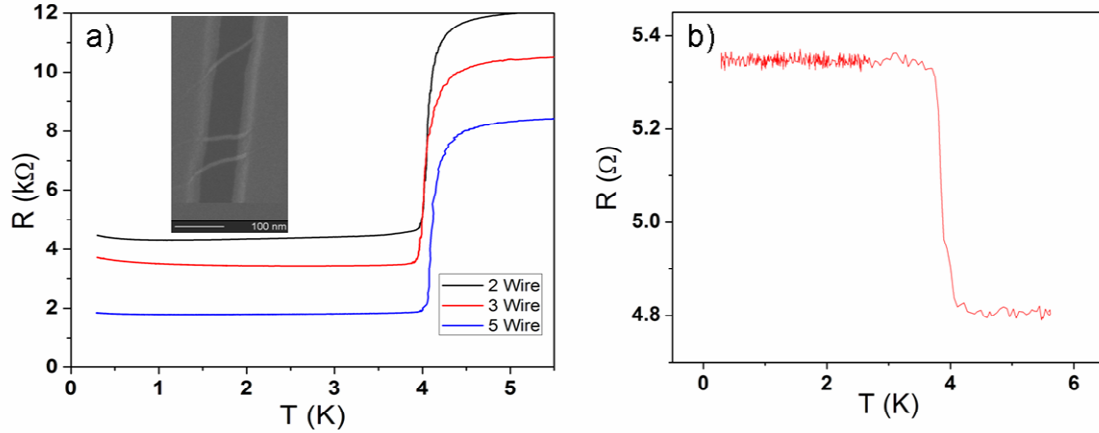 a)
12
10
8
6
4
2
0
R (kΩ)
100 nm
2 Wire
3 Wire
5 Wire
0 1 2 3 4 5
T (K)
b)
5.4
5.2
5.0
4.8
R (Ω)
0 2 4 6
T (K)